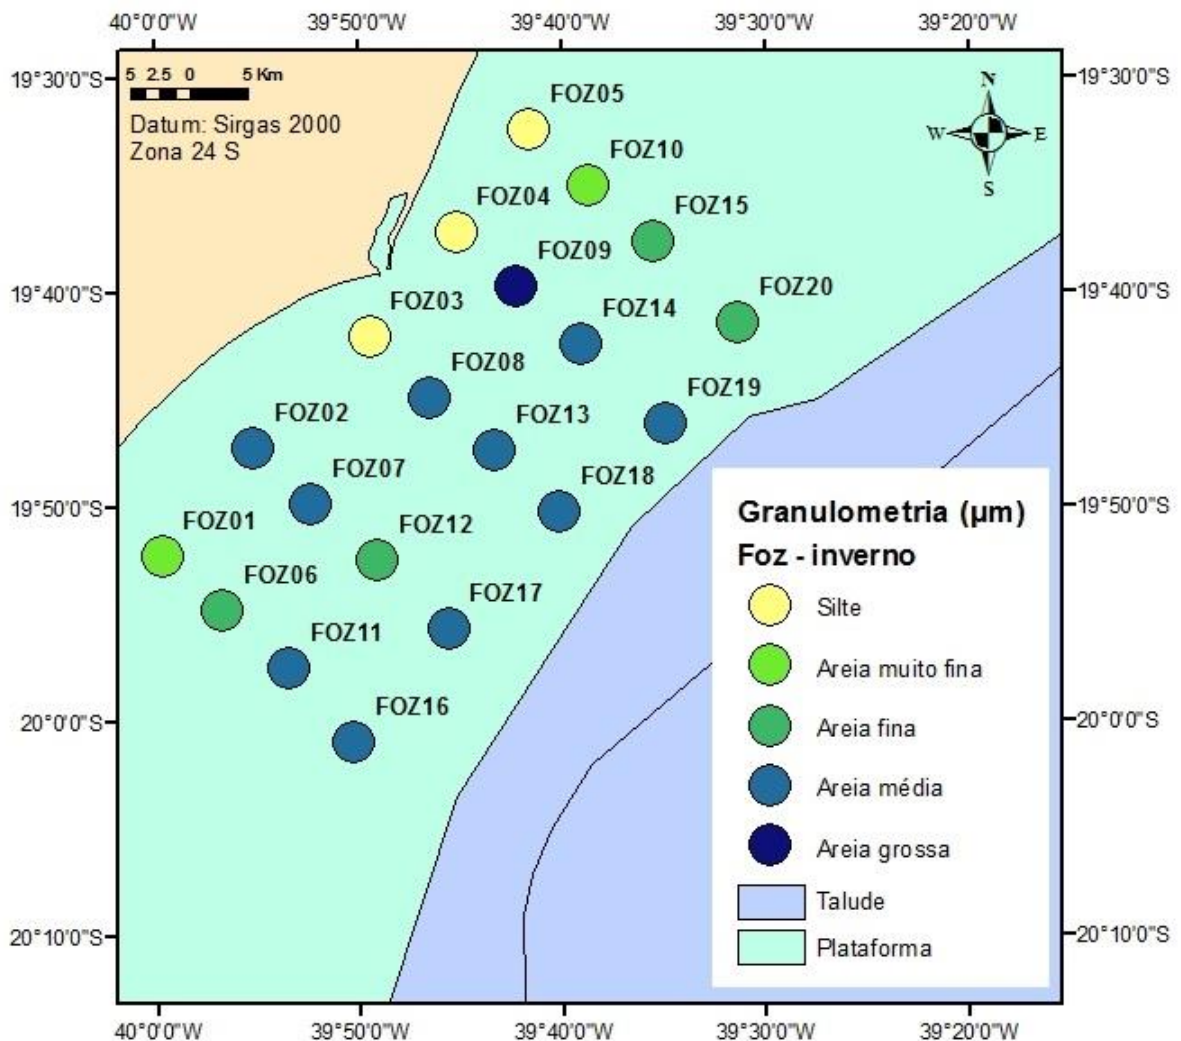 40°0'0"W 39°50'0"W 39°40'0"W 39°30'0"W 39°20'0"W
19°30'0"S
19°30'0"S
5 2.5 0 5 Km
Datum: Sirgas 2000
Zona 24 S
N
W E
S
FOZ05
FOZ10
FOZ04
FOZ15
FOZ09
19°40'0"S
19°40'0"S
FOZ03
FOZ14
FOZ20
FOZ08
FOZ19
FOZ02
FOZ13
FOZ07
FOZ18
19°50'0"S
19°50'0"S
FOZ01
FOZ12
FOZ06
FOZ17
FOZ11
FOZ16
20°0'0"S
20°0'0"S
20°10'0"S
20°10'0"S
Granulometria (µm)
Foz - inverno
Silte
Areia muito fina
Areia fina
Areia média
Areia grossa
Talude
Plataforma
40°0'0"W 39°50'0"W 39°40'0"W 39°30'0"W 39°20'0"W